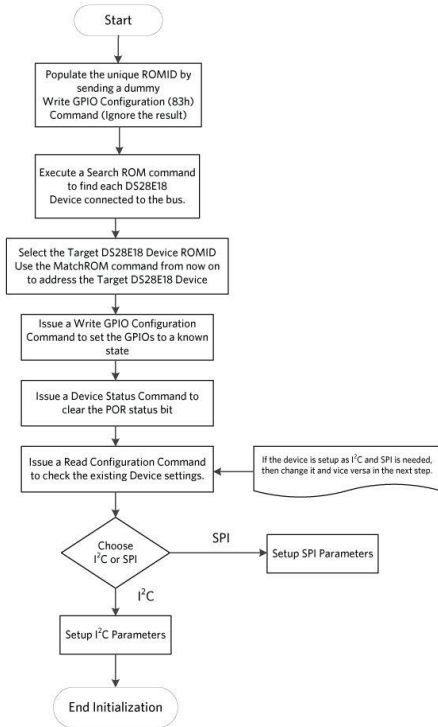 Start
Populate the unique ROMID by
sending a dummy
Write GPIO Configuration (83h)
Command (Ignore the result)
Execute a Search ROM command
to find each DS28E18
Device connected to the bus.
Select the Target DS28E18 Device ROMID
Use the MatchROM command from now on
to address the Target DS28E18 Device
Issue a Write GPIO Configuration
Command to set the GPIOs to a known
state
Issue a Device Status Command to
clear the POR status bit
Issue a Read Configuration Command
to check the existing Device settings.
If the device is setup as I²C and SPI is needed,
then change it and vice versa in the next step.
Choose
I²C or SPI
SPI
Setup SPI Parameters
I²C
Setup I²C Parameters
End Initialization